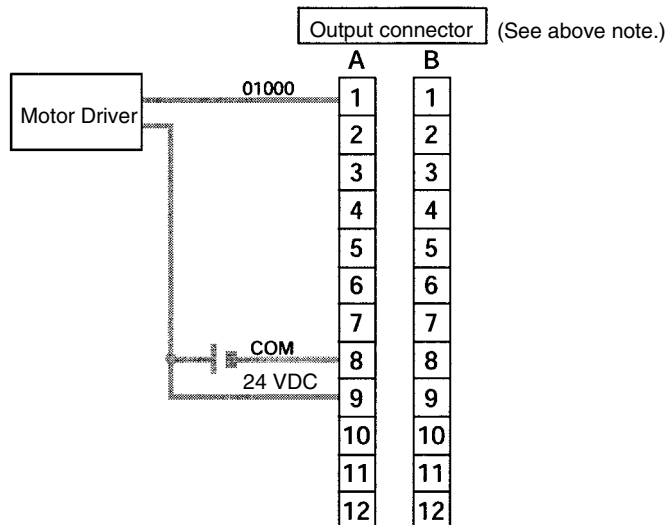 Output connector (See above note.)
A B
01000
Motor Driver
1 1
2 2
3 3
4 4
5 5
6 6
7 7
COM
8 8
24 VDC
9 9
10 10
11 11
12 12